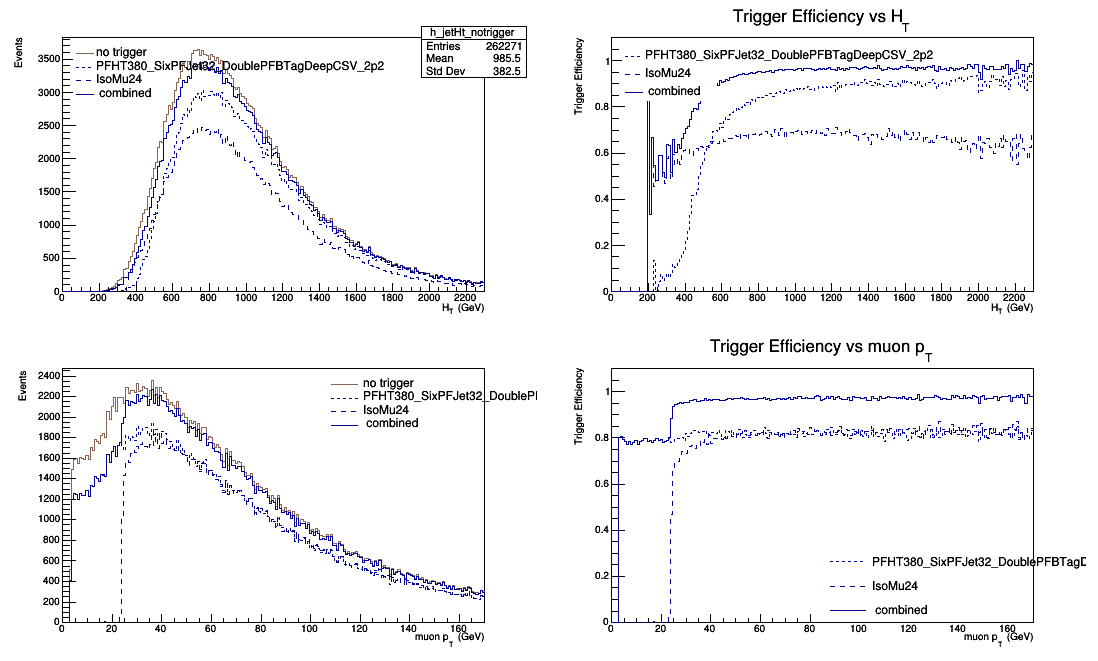 h_jetHt_notrigger
Entries 262271
Mean 985.5
Std Dev 382.5
Events
no trigger
PFHT380_SixPFJet32_DoublePFBTagDeepCSV_2p2
IsoMu24
combined
3500
3000
2500
2000
1500
1000
500
0
0 200 400 600 800 1000 1200 1400 1600 1800 2000 2200
H_T (GeV)
Trigger Efficiency vs H_T
Trigger Efficiency
PFHT380_SixPFJet32_DoublePFBTagDeepCSV_2p2
IsoMu24
combined
1
0.8
0.6
0.4
0.2
0
0 200 400 600 800 1000 1200 1400 1600 1800 2000 2200
H_T (GeV)
Events
no trigger
PFHT380_SixPFJet32_DoublePI
IsoMu24
combined
2400
2200
2000
1800
1600
1400
1200
1000
800
600
400
200
0
0 20 40 60 80 100 120 140 160
muon p_T (GeV)
Trigger Efficiency vs muon p_T
Trigger Efficiency
1
0.8
0.6
0.4
0.2
0
PFHT380_SixPFJet32_DoublePFBTagD
IsoMu24
combined
0 20 40 60 80 100 120 140 160
muon p_T (GeV)